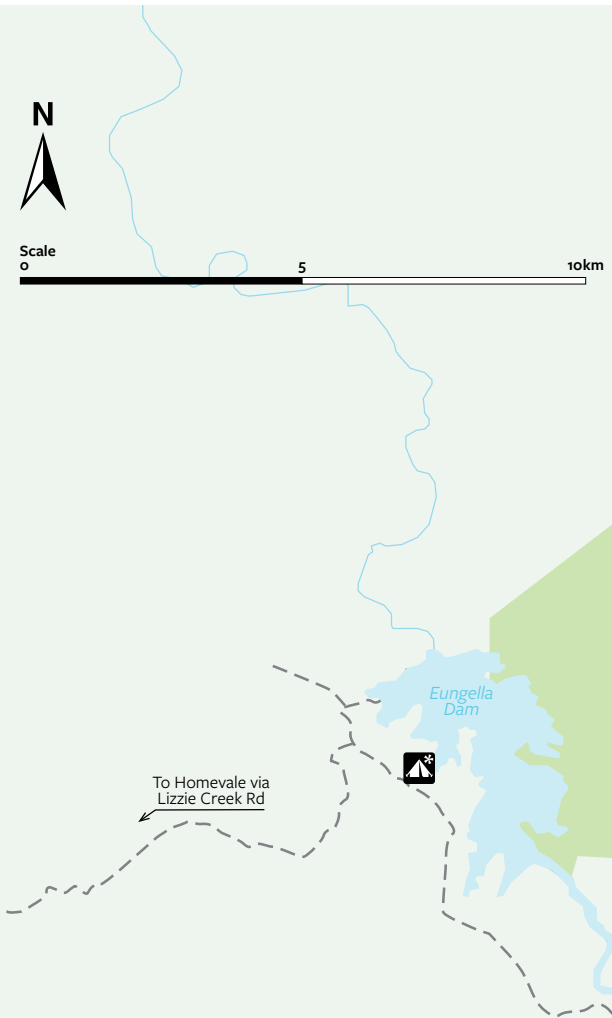 N
Scale
0 5 10km
Eungella
Dam
*
To Homevale via
Lizzie Creek Rd